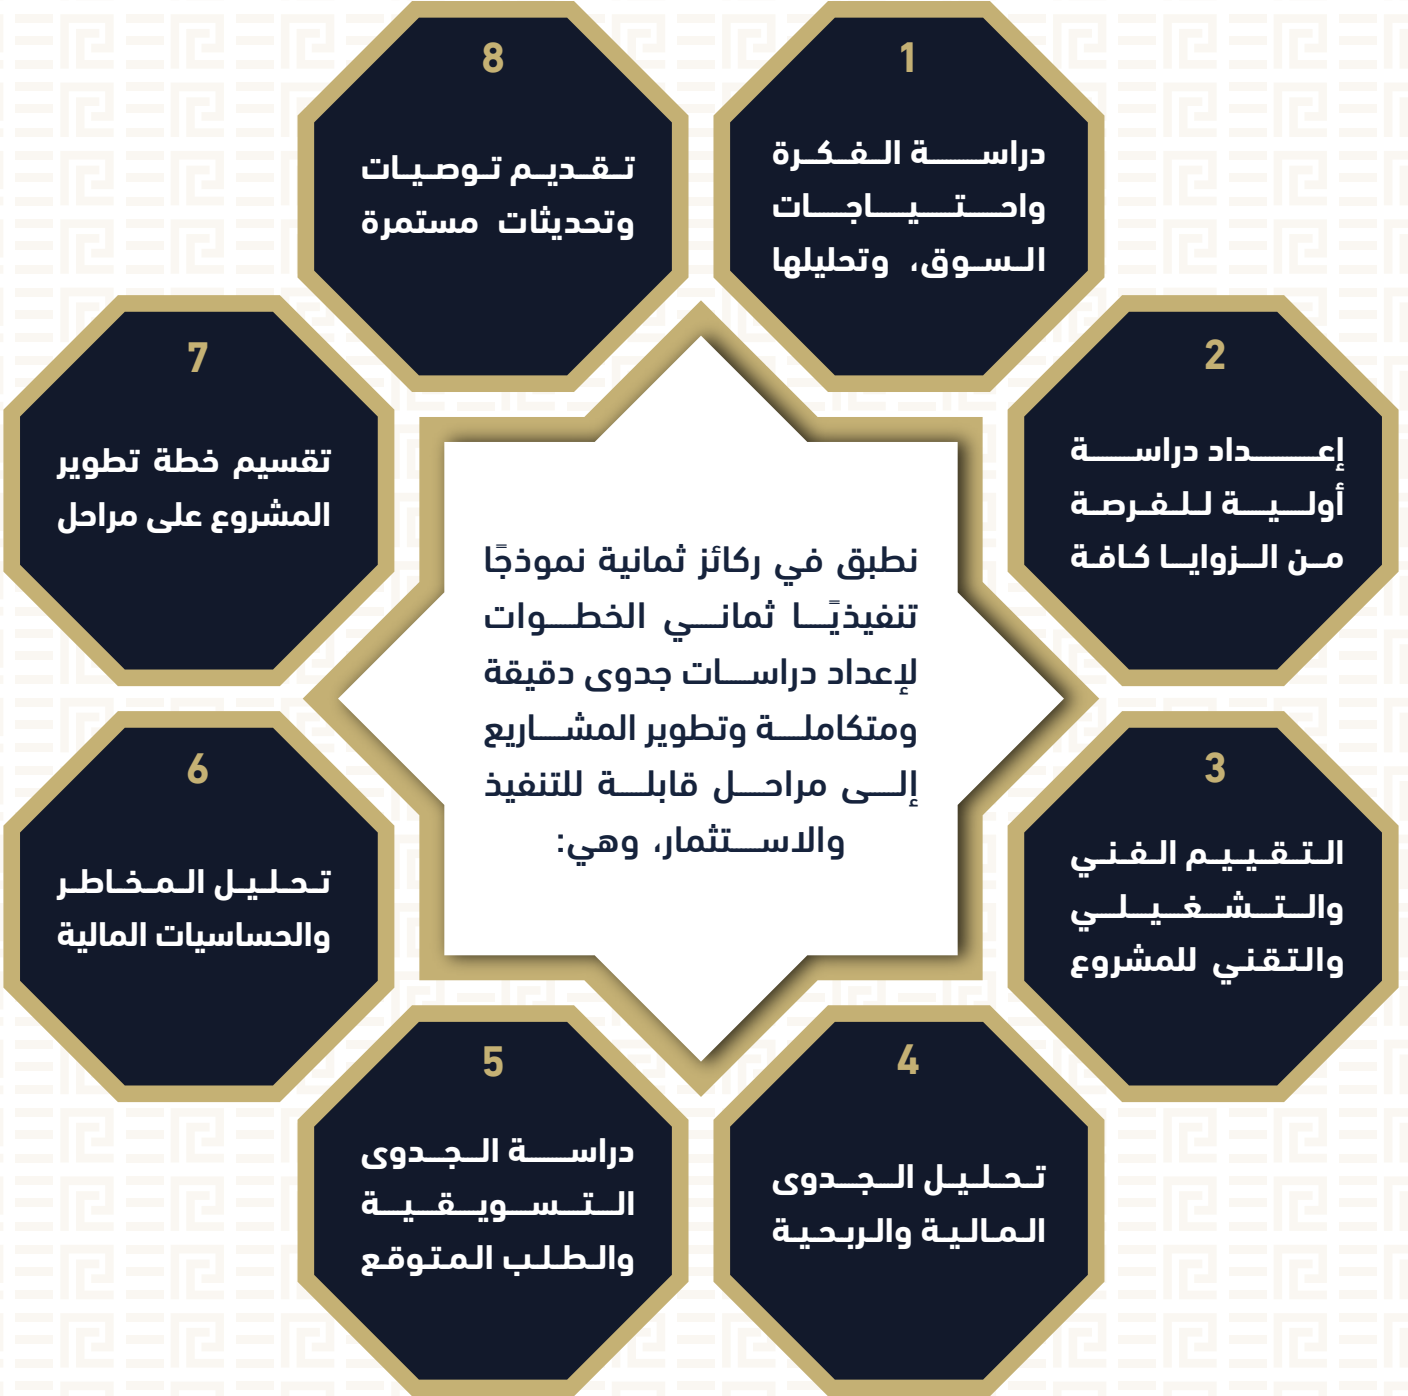 نطبق في ركائز ثمانية نموذجًا
تنفيذيًا ثماني الخطوات
لإعداد دراسات جدوى دقيقة
ومتكاملة وتطوير المشاريع
إلى مراحل قابلة للتنفيذ
والاستثمار، وهي:
1
دراسة الفكرة
واحتياجات
السوق، وتحليلها
2
إعداد دراسة
أولية للفرصة
من الزوايا كافة
3
التقييم الفني
والتشغيلي
والتقني للمشروع
4
تحليل الجدوى
المالية والربحية
5
دراسة الجدوى
التسويقية
والطلب المتوقع
6
تحليل المخاطر
والحساسيات المالية
7
تقسيم خطة تطوير
المشروع على مراحل
8
تقديم توصيات
وتحديثات مستمرة